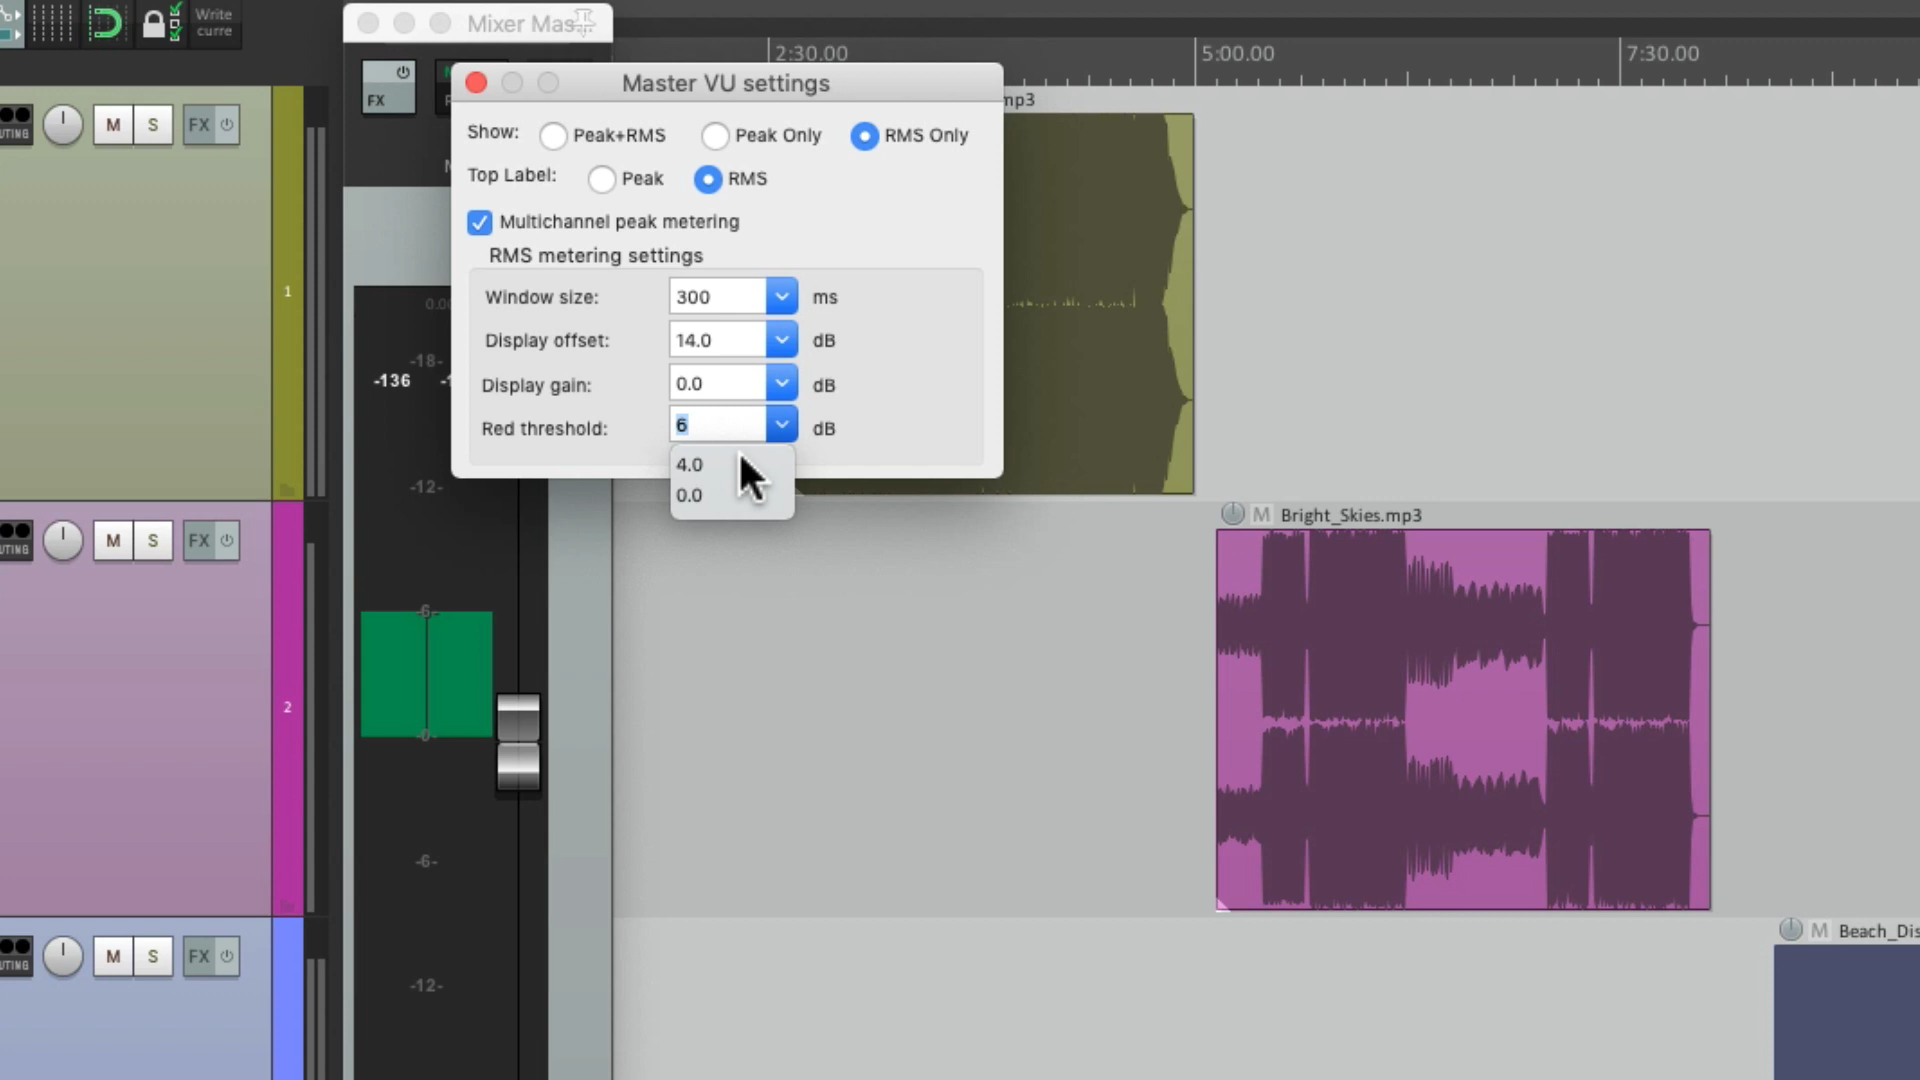 Write
curre
Mixer Mas...
2:30.00
5:00.00
7:30.00
FX
Master VU settings
mp3
Show:
Peak+RMS
Peak Only
RMS Only
Top Label:
Peak
RMS
Multichannel peak metering
RMS metering settings
Window size:
300
ms
Display offset:
14.0
dB
Display gain:
0.0
dB
Red threshold:
6
dB
4.0
0.0
M
S
FX
1
-18-
-136
-12-
-6-
-0-
-6-
-12-
UTING
M
S
FX
2
M
Bright_Skies.mp3
UTING
M
S
FX
M
Beach_Dis